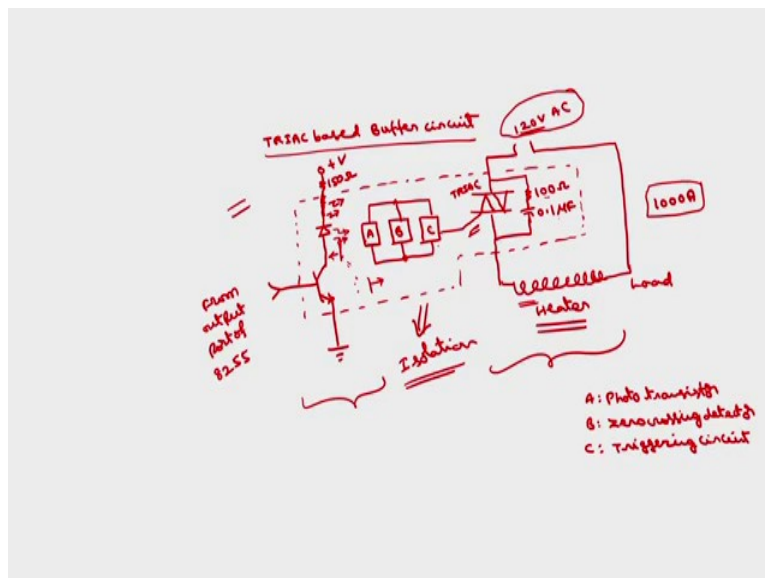 TRIAC based Buffer circuit
120V AC
+V
150Ω
TRIAC
100Ω
0.1μF
1000A
A
B
C
From
output
port of
8255
Load
Heater
Isolation
A: Photo transistor
B: zero crossing detector
C: Triggering circuit